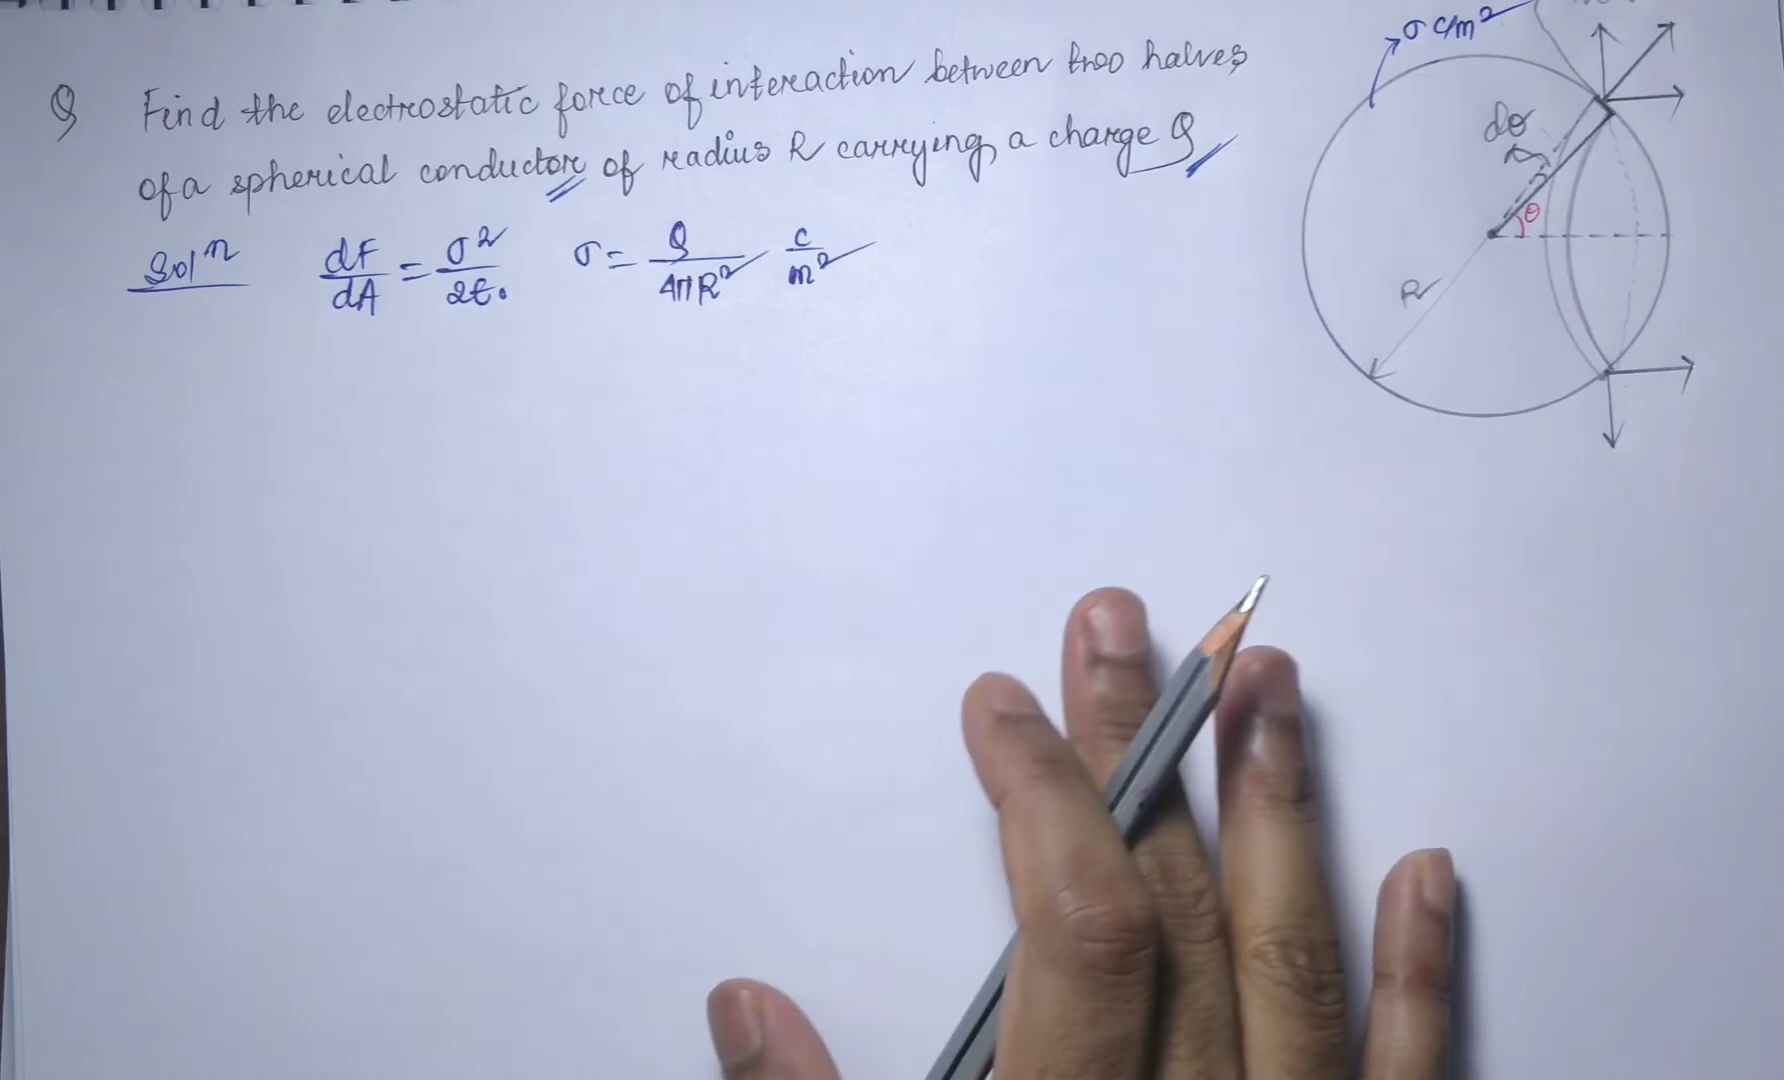 Q Find the electrostatic force of interaction between two halves
of a spherical conductor of radius R carrying a charge Q
Solⁿ dF/dA = σ²/2ε₀ σ = Q/4πR² C/m²
σ C/m²
dθ
θ
R